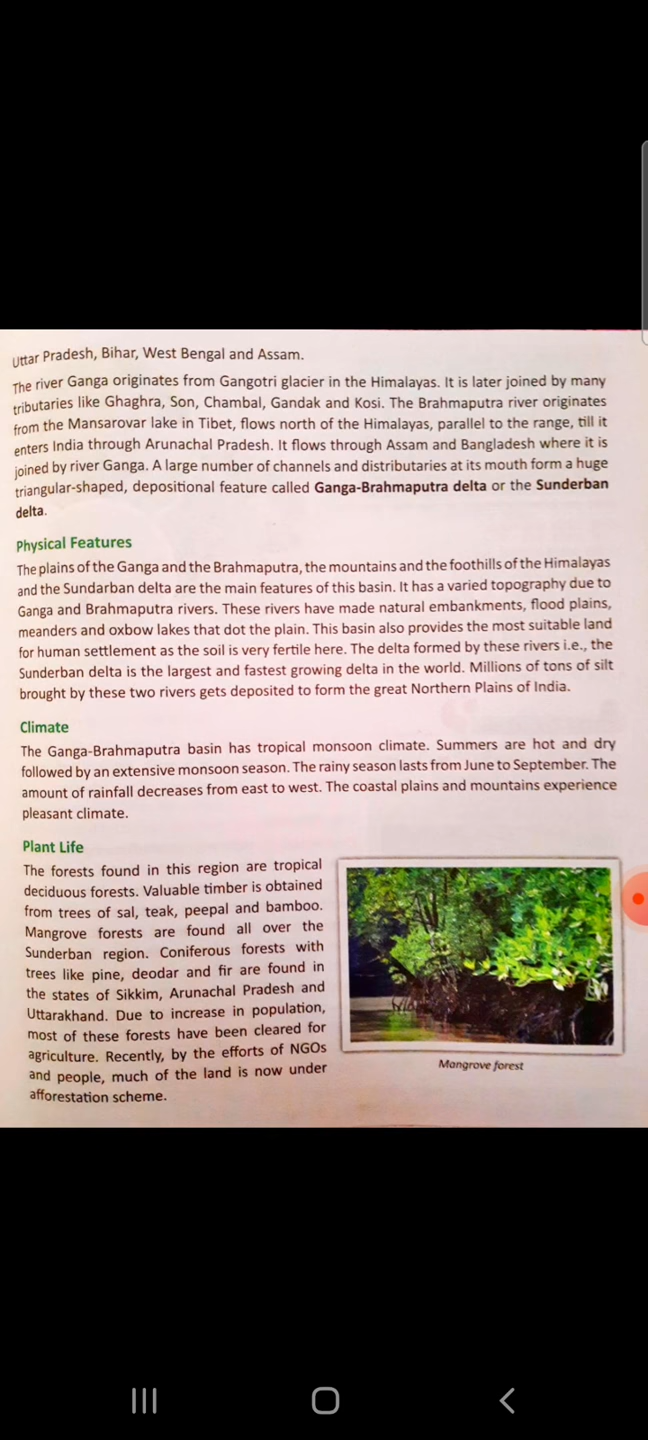 Uttar Pradesh, Bihar, West Bengal and Assam.
The river Ganga originates from Gangotri glacier in the Himalayas. It is later joined by many
tributaries like Ghaghra, Son, Chambal, Gandak and Kosi. The Brahmaputra river originates
from the Mansarovar lake in Tibet, flows north of the Himalayas, parallel to the range, till it
enters India through Arunachal Pradesh. It flows through Assam and Bangladesh where it is
joined by river Ganga. A large number of channels and distributaries at its mouth form a huge
triangular-shaped, depositional feature called Ganga-Brahmaputra delta or the Sunderban
delta.
Physical Features
The plains of the Ganga and the Brahmaputra, the mountains and the foothills of the Himalayas
and the Sundarban delta are the main features of this basin. It has a varied topography due to
Ganga and Brahmaputra rivers. These rivers have made natural embankments, flood plains,
meanders and oxbow lakes that dot the plain. This basin also provides the most suitable land
for human settlement as the soil is very fertile here. The delta formed by these rivers i.e., the
Sunderban delta is the largest and fastest growing delta in the world. Millions of tons of silt
brought by these two rivers gets deposited to form the great Northern Plains of India.
Climate
The Ganga-Brahmaputra basin has tropical monsoon climate. Summers are hot and dry
followed by an extensive monsoon season. The rainy season lasts from June to September. The
amount of rainfall decreases from east to west. The coastal plains and mountains experience
pleasant climate.
Plant Life
The forests found in this region are tropical
deciduous forests. Valuable timber is obtained
from trees of sal, teak, peepal and bamboo.
Mangrove forests are found all over the
Sunderban region. Coniferous forests with
trees like pine, deodar and fir are found in
the states of Sikkim, Arunachal Pradesh and
Uttarakhand. Due to increase in population,
most of these forests have been cleared for
agriculture. Recently, by the efforts of NGOs
and people, much of the land is now under
afforestation scheme.
Mangrove forest